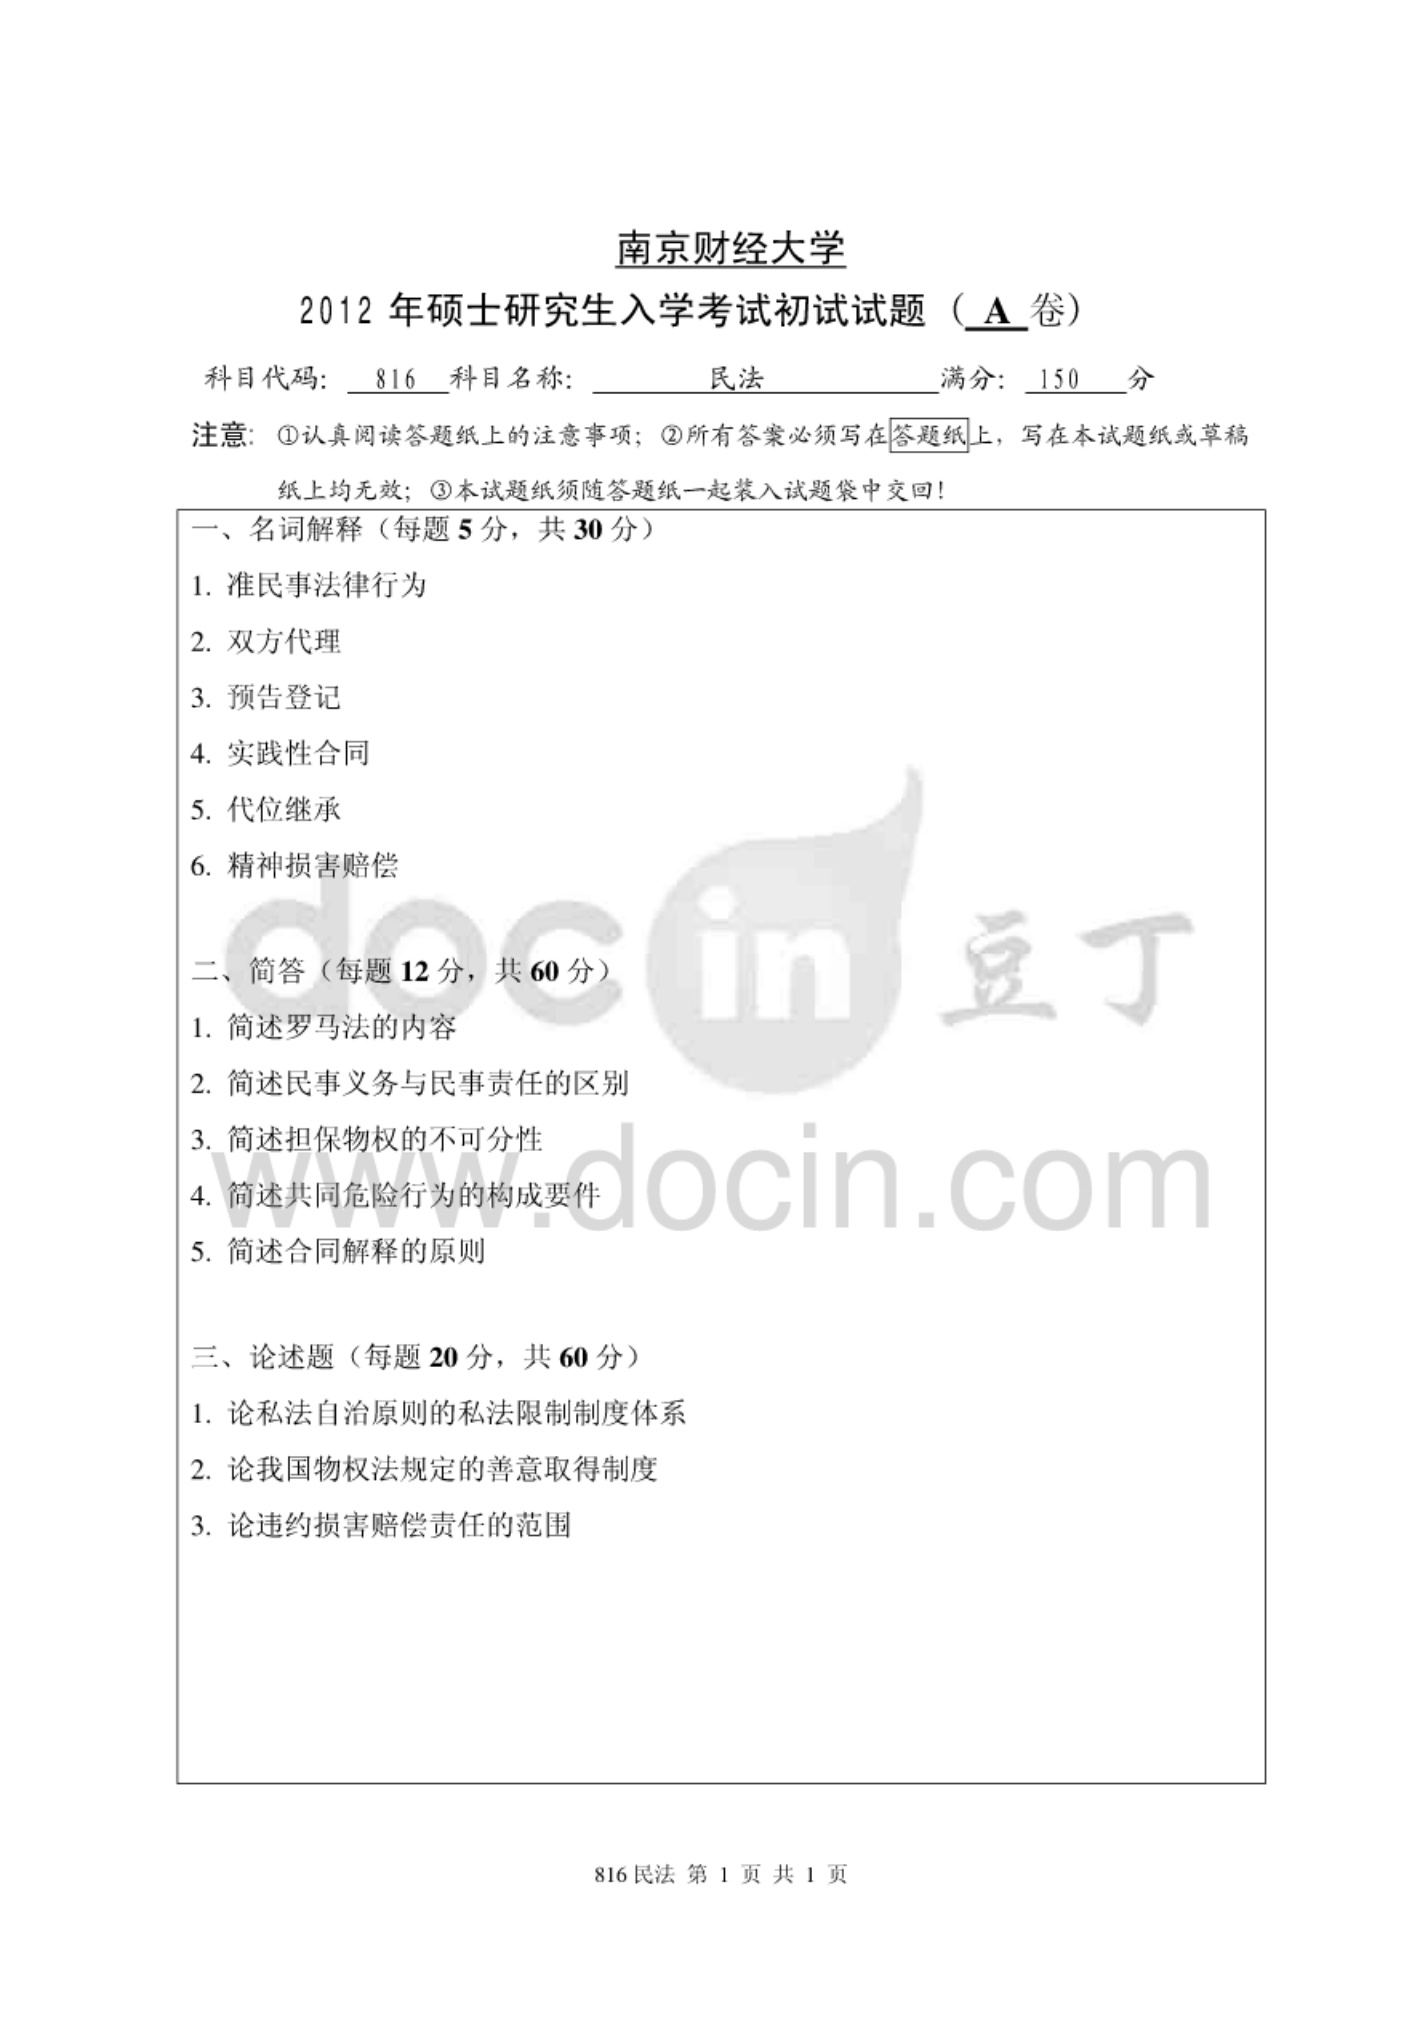 南京财经大学
2012 年硕士研究生入学考试初试试题（ A 卷）
科目代码： 816 科目名称： 民法 满分： 150 分
注意: ①认真阅读答题纸上的注意事项；②所有答案必须写在答题纸上，写在本试题纸或草稿
纸上均无效；③本试题纸须随答题纸一起装入试题袋中交回！
一、名词解释（每题 5 分，共 30 分）
1. 准民事法律行为
2. 双方代理
3. 预告登记
4. 实践性合同
5. 代位继承
6. 精神损害赔偿
docin 豆丁
二、简答（每题 12 分，共 60 分）
1. 简述罗马法的内容
2. 简述民事义务与民事责任的区别
3. 简述担保物权的不可分性
www.docin.com
4. 简述共同危险行为的构成要件
5. 简述合同解释的原则
三、论述题（每题 20 分，共 60 分）
1. 论私法自治原则的私法限制制度体系
2. 论我国物权法规定的善意取得制度
3. 论违约损害赔偿责任的范围
816 民法 第 1 页 共 1 页